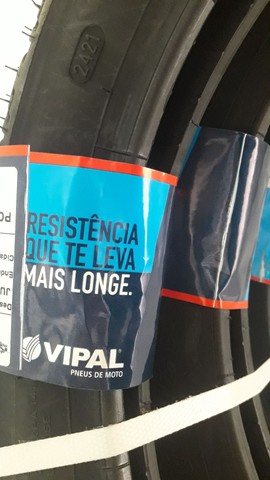 2421
RESISTÊNCIA
QUE TE LEVA
MAIS LONGE.
VIPAL
PNEUS DE MOTO